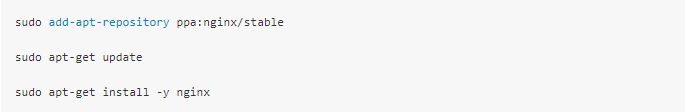 sudo add-apt-repository ppa:nginx/stable
sudo apt-get update
sudo apt-get install -y nginx